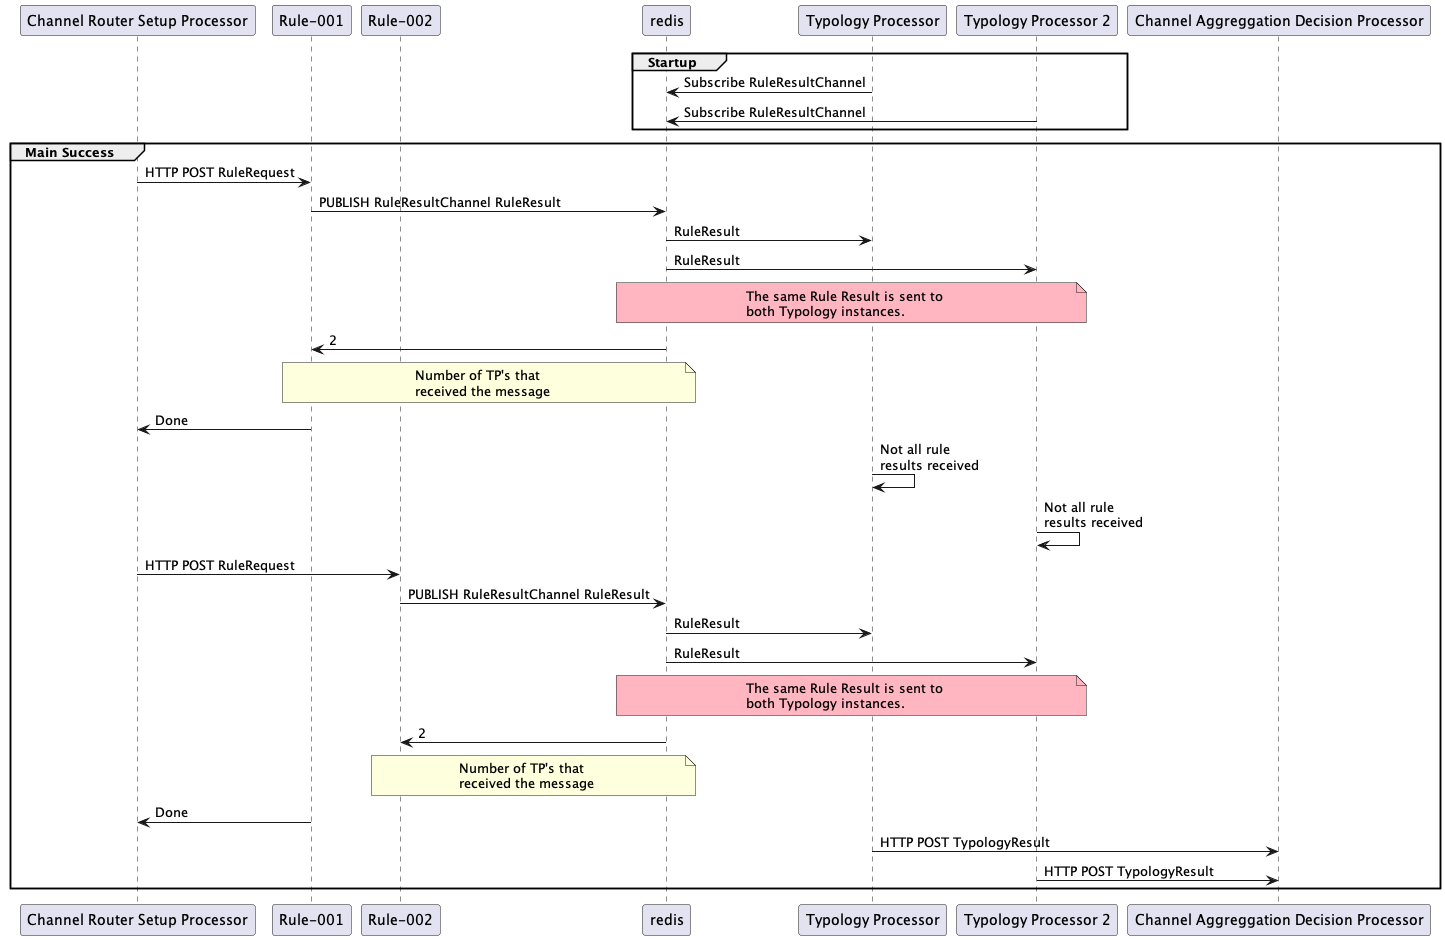 Channel Router Setup Processor
Rule-001
Rule-002
redis
Typology Processor
Typology Processor 2
Channel Aggreggation Decision Processor
Startup
Subscribe RuleResultChannel
Subscribe RuleResultChannel
Main Success
HTTP POST RuleRequest
PUBLISH RuleResultChannel RuleResult
RuleResult
RuleResult
The same Rule Result is sent to
both Typology instances.
2
Number of TP's that
received the message
Done
Not all rule
results received
Not all rule
results received
HTTP POST RuleRequest
PUBLISH RuleResultChannel RuleResult
RuleResult
RuleResult
The same Rule Result is sent to
both Typology instances.
2
Number of TP's that
received the message
Done
HTTP POST TypologyResult
HTTP POST TypologyResult
Channel Router Setup Processor
Rule-001
Rule-002
redis
Typology Processor
Typology Processor 2
Channel Aggreggation Decision Processor